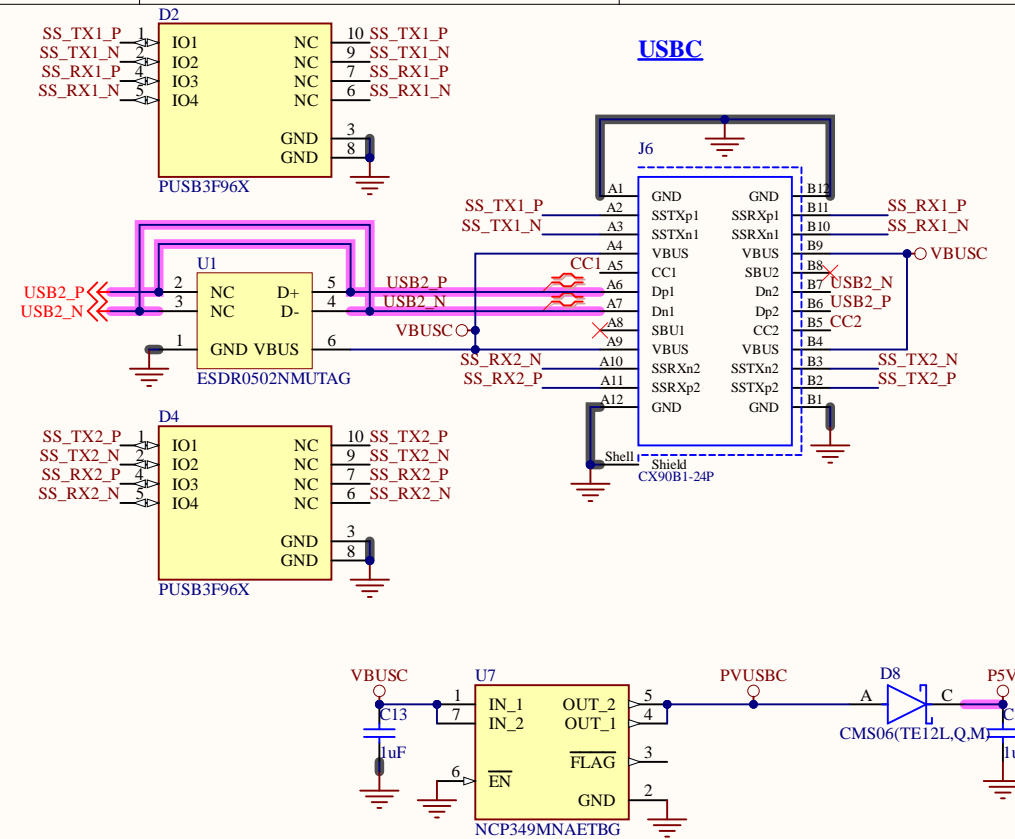 D2
SS_TX1_P 1 IO1 NC 10 SS_TX1_P
SS_TX1_N 2 IO2 NC 9 SS_TX1_N
SS_RX1_P 4 IO3 NC 7 SS_RX1_P
SS_RX1_N 5 IO4 NC 6 SS_RX1_N
GND 3
GND 8
PUSB3F96X
USBC
J6
A1 GND GND B12
SS_TX1_P A2 SSTXp1 SSRXp1 B11 SS_RX1_P
SS_TX1_N A3 SSTXn1 SSRXn1 B10 SS_RX1_N
A4 VBUS VBUS B9 VBUSC
CC1 A5 CC1 SBU2 B8
A6 Dp1 Dn2 B7 USB2_N
A7 Dn1 Dp2 B6 USB2_P
A8 SBU1 CC2 B5 CC2
A9 VBUS VBUS B4
SS_RX2_N A10 SSRXn2 SSTXn2 B3 SS_TX2_N
SS_RX2_P A11 SSRXp2 SSTXp2 B2 SS_TX2_P
A12 GND GND B1
Shell Shield
CX90B1-24P
U1
USB2_P 2 NC D+ 5 USB2_P
USB2_N 3 NC D- 4 USB2_N
VBUSC
1 GND VBUS 6
ESDR0502NMUTAG
D4
SS_TX2_P 1 IO1 NC 10 SS_TX2_P
SS_TX2_N 2 IO2 NC 9 SS_TX2_N
SS_RX2_P 4 IO3 NC 7 SS_RX2_P
SS_RX2_N 5 IO4 NC 6 SS_RX2_N
GND 3
GND 8
PUSB3F96X
VBUSC
C13
1uF
U7
1 IN_1 OUT_2 5
7 IN_2 OUT_1 4
FLAG 3
6 EN
GND 2
NCP349MNAETBG
PVUSBC
D8
A C
CMS06(TE12L,Q,M)
P5V
C
1u